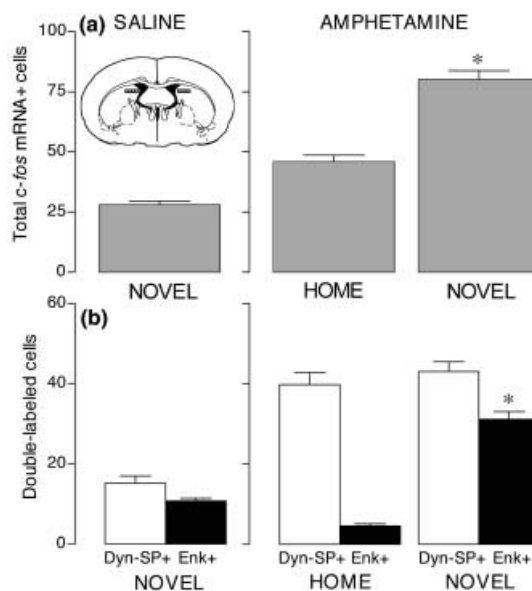 (a) SALINE AMPHETAMINE
Total c-fos mRNA+ cells
100
75
50
25
0
*
NOVEL HOME NOVEL
(b)
Double-labeled cells
60
40
20
0
*
Dyn-SP+ Enk+ Dyn-SP+ Enk+ Dyn-SP+ Enk+
NOVEL HOME NOVEL